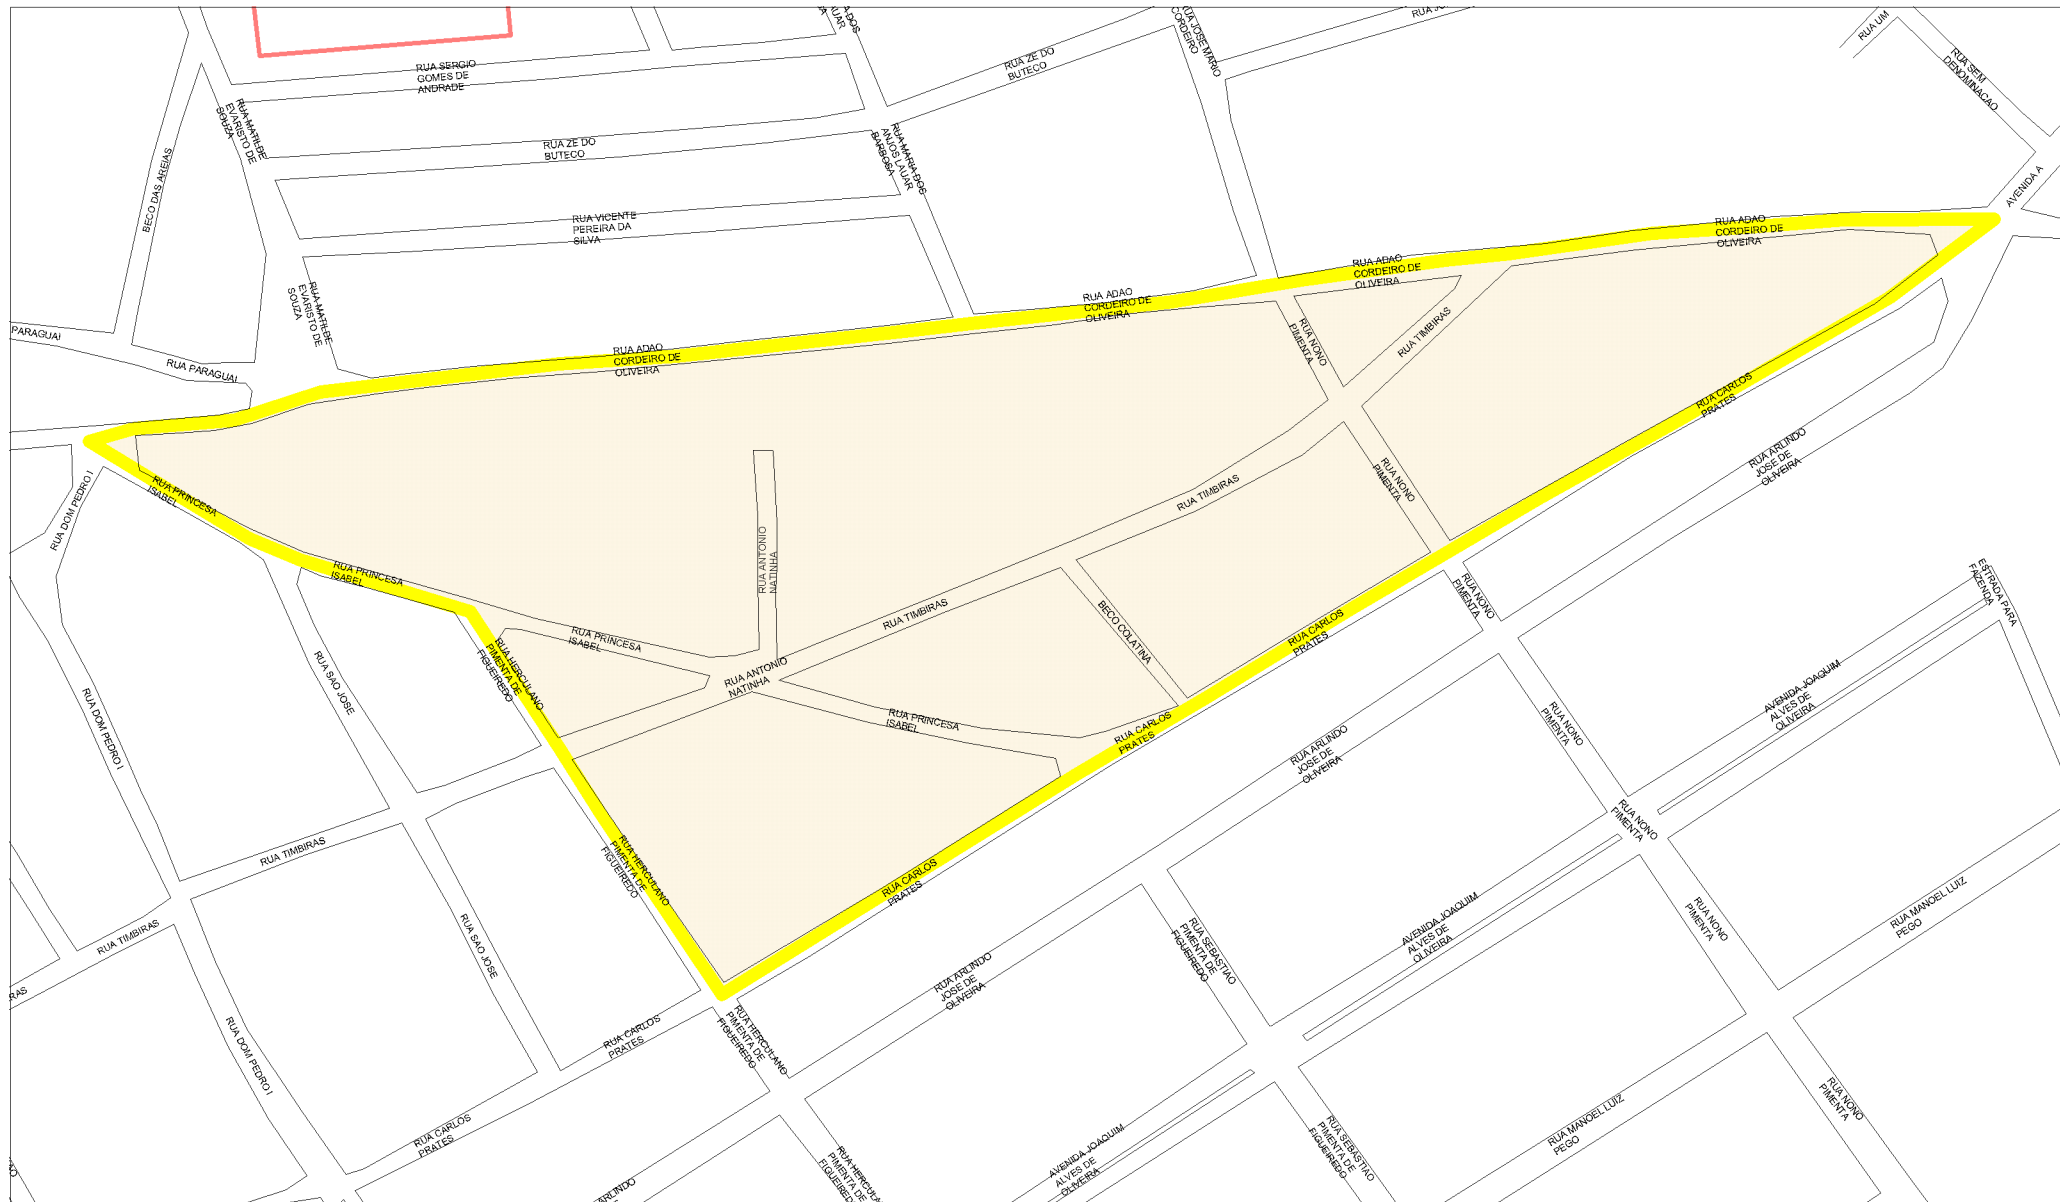 RUA SERGIO
GOMES DE
ANDRADE
RUA ZE DO
BUTECO
RUA JOSE MARIO
CORDEIRO
RUA UM
RUA SEM
DENOMINACAO
RUA MATILDE
EVARISTO DE
SOUZA
BECO DAS AREIAS
RUA ZE DO
BUTECO
RUA MARIA DOS
ANJOS LAUAR
BARBOSA
AVENIDA A
RUA VICENTE
PEREIRA DA
SILVA
RUA ADAO
CORDEIRO DE
OLIVEIRA
RUA ADAO
CORDEIRO DE
OLIVEIRA
RUA MATILDE
EVARISTO DE
SOUZA
RUA ADAO
CORDEIRO DE
OLIVEIRA
PARAGUAI
RUA PARAGUAI
RUA ADAO
CORDEIRO DE
OLIVEIRA
RUA NONO
PIMENTA
RUA TIMBIRAS
RUA CARLOS
PRATES
RUA DOM PEDRO I
RUA PRINCESA
ISABEL
RUA NONO
PIMENTA
RUA TIMBIRAS
RUA ARLINDO
JOSE DE
OLIVEIRA
RUA PRINCESA
ISABEL
RUA ANTONIO
NATINHA
RUA NONO
PIMENTA
ESTRADA PARA
FAZENDA
RUA TIMBIRAS
BECO COLATINA
RUA CARLOS
PRATES
RUA PRINCESA
ISABEL
RUA HERCULANO
PIMENTA DE
FIGUEIREDO
RUA SAO JOSE
RUA ANTONIO
NATINHA
RUA DOM PEDRO I
RUA PRINCESA
ISABEL
RUA CARLOS
PRATES
RUA ARLINDO
JOSE DE
OLIVEIRA
RUA NONO
PIMENTA
AVENIDA JOAQUIM
ALVES DE
OLIVEIRA
RUA TIMBIRAS
RUA HERCULANO
PIMENTA DE
FIGUEIREDO
RUA CARLOS
PRATES
RUA NONO
PIMENTA
RUA TIMBIRAS
RUA SAO JOSE
RUA ARLINDO
JOSE DE
OLIVEIRA
RUA SEBASTIAO
PIMENTA DE
FIGUEIREDO
AVENIDA JOAQUIM
ALVES DE
OLIVEIRA
RUA NONO
PIMENTA
RUA MANOEL LUIZ
PEGO
RAS
RUA DOM PEDRO I
RUA CARLOS
PRATES
RUA HERCULANO
PIMENTA DE
FIGUEIREDO
RUA CARLOS
PRATES
AVENIDA JOAQUIM
ALVES DE
OLIVEIRA
RUA SEBASTIAO
PIMENTA DE
FIGUEIREDO
RUA MANOEL LUIZ
PEGO
RUA NONO
PIMENTA
ARLINDO
PIMENTA DE